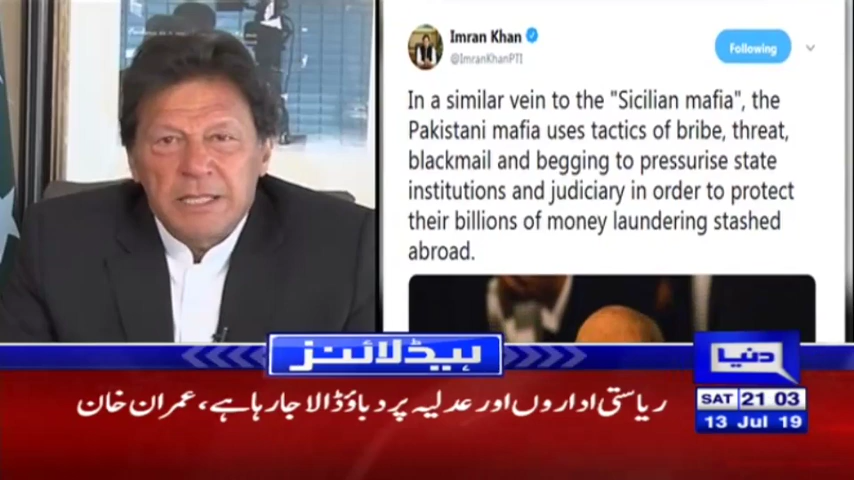 Imran Khan
@ImranKhanPTI
Following
In a similar vein to the "Sicilian mafia", the
Pakistani mafia uses tactics of bribe, threat,
blackmail and begging to pressurise state
institutions and judiciary in order to protect
their billions of money laundering stashed
abroad.
ہیڈلائنز
دنیا
ریاستی اداروں اور عدلیہ پر دباؤ ڈالا جا رہا ہے، عمران خان
SAT 21 03
13 Jul 19